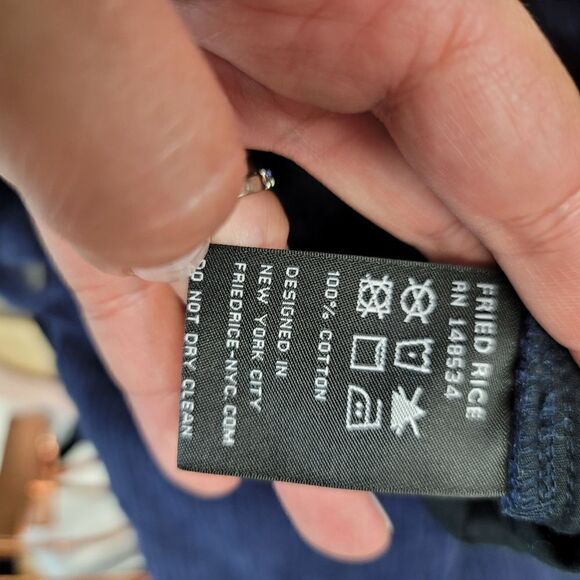 FRIED RICE
RN 148534
100% COTTON
DESIGNED IN
NEW YORK CITY
FRIEDRICE-NYC.COM
DO NOT DRY CLEAN